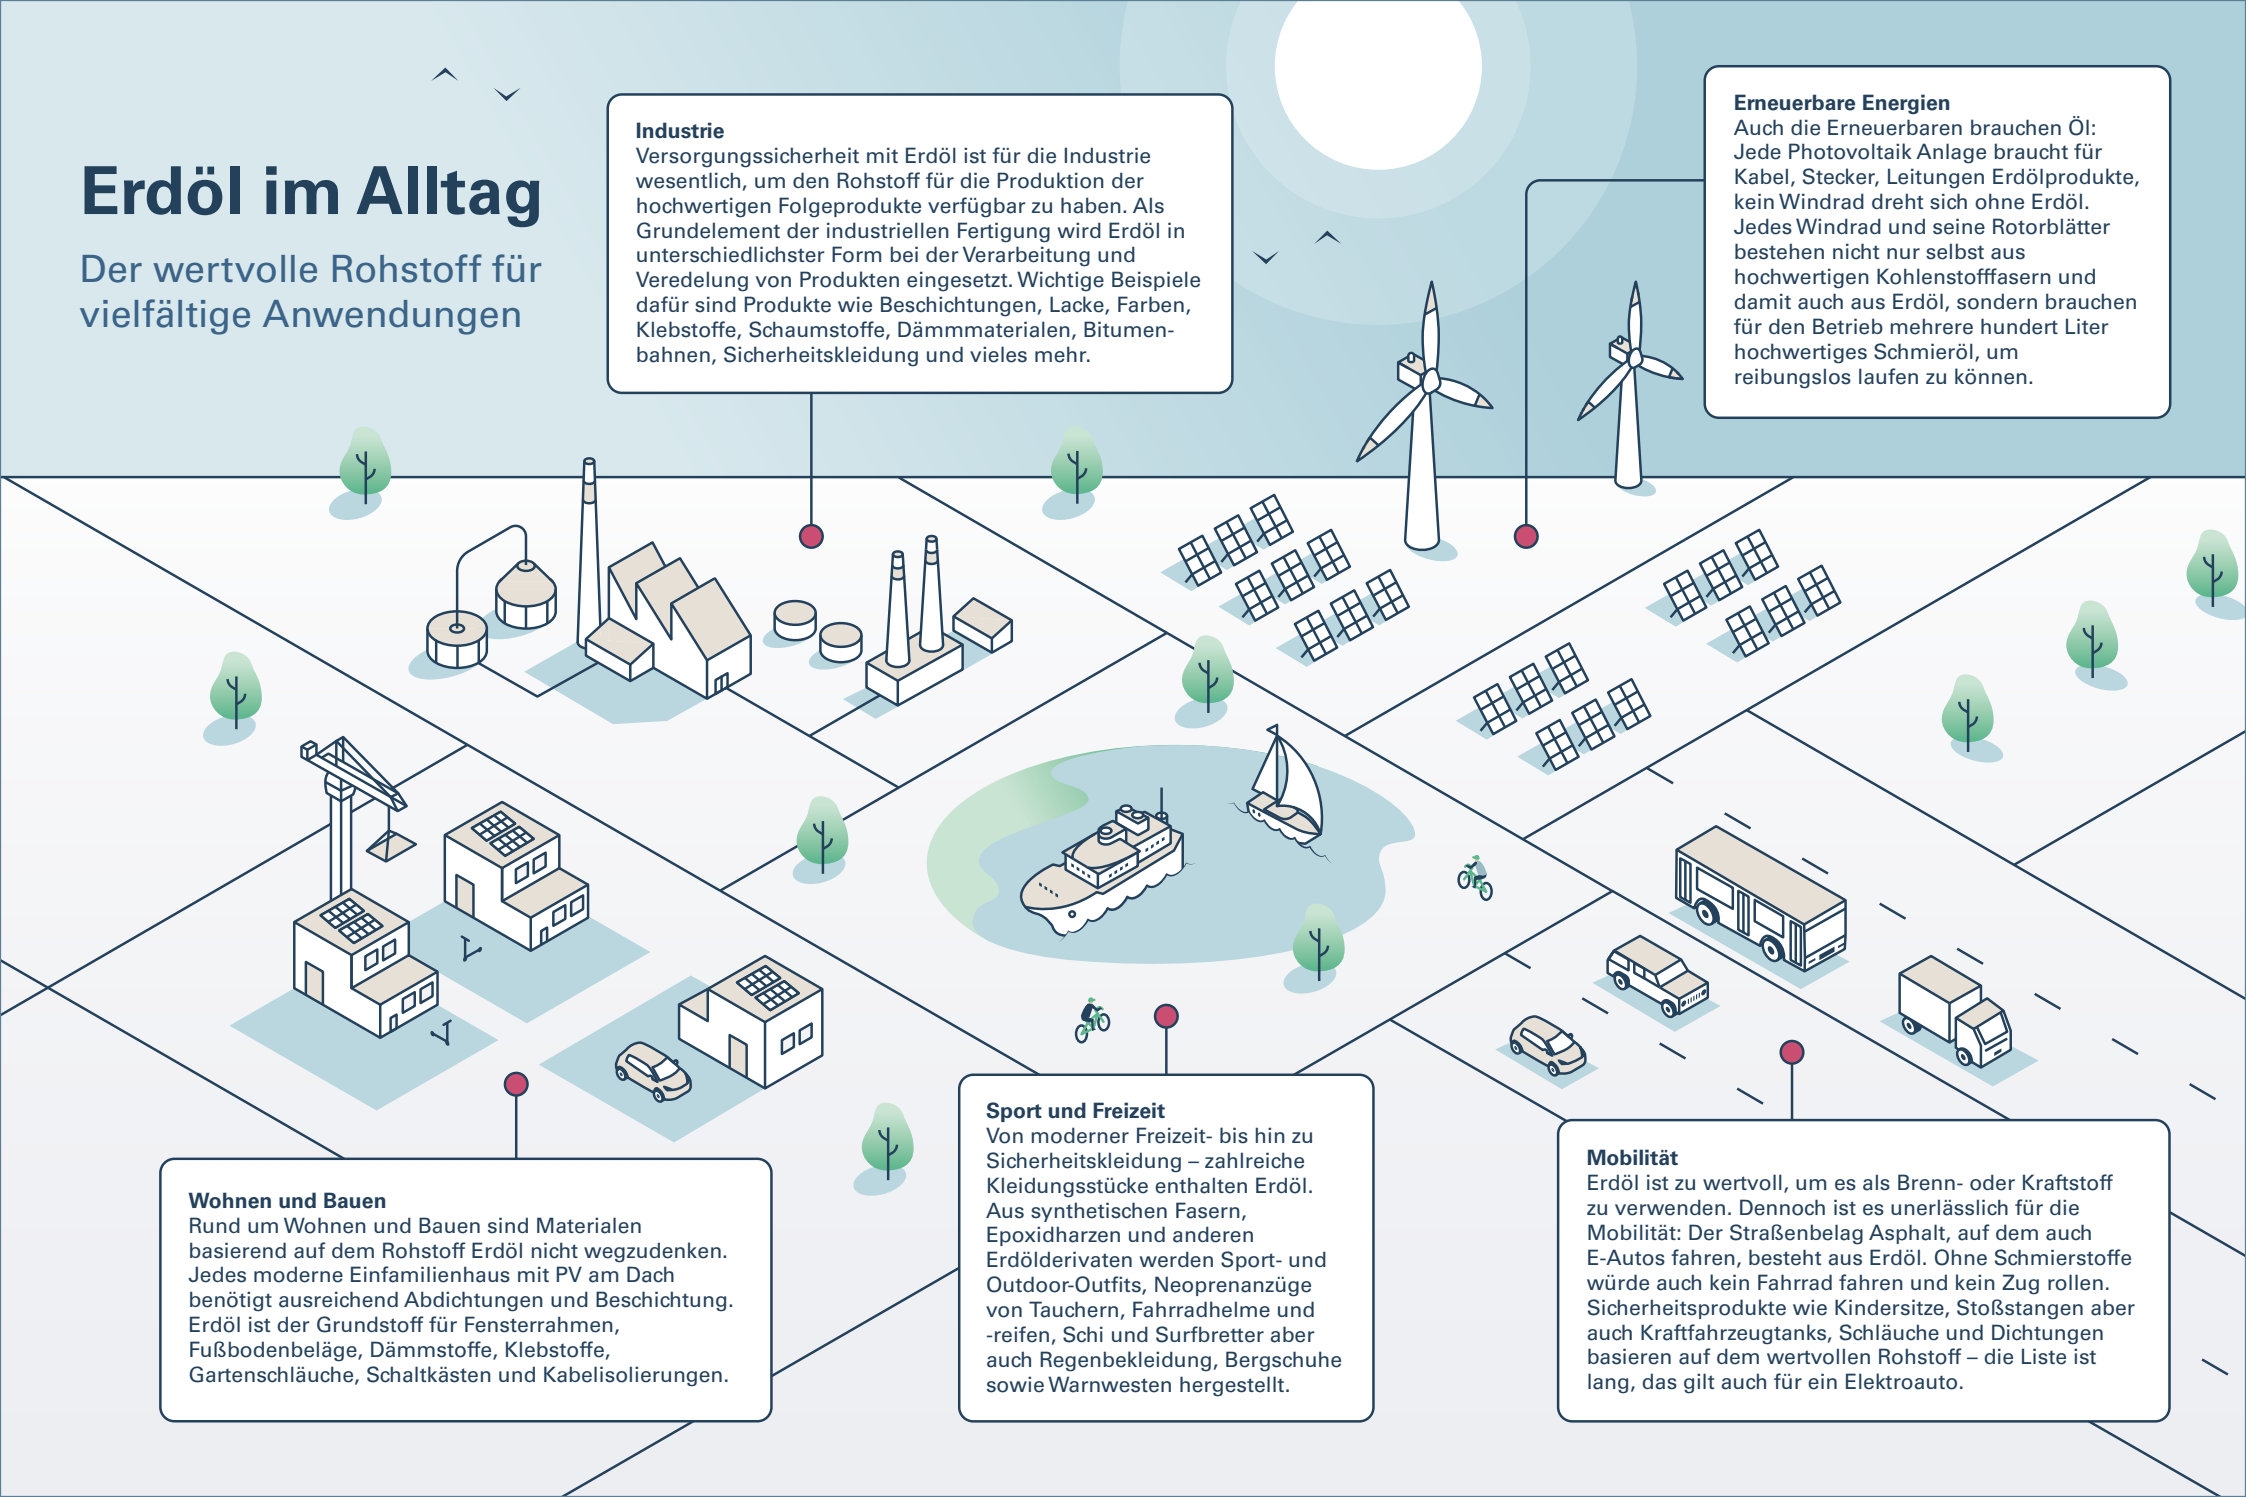 Erdöl im Alltag
Der wertvolle Rohstoff für
vielfältige Anwendungen
Industrie
Versorgungssicherheit mit Erdöl ist für die Industrie
wesentlich, um den Rohstoff für die Produktion der
hochwertigen Folgeprodukte verfügbar zu haben. Als
Grundelement der industriellen Fertigung wird Erdöl in
unterschiedlichster Form bei der Verarbeitung und
Veredelung von Produkten eingesetzt. Wichtige Beispiele
dafür sind Produkte wie Beschichtungen, Lacke, Farben,
Klebstoffe, Schaumstoffe, Dämmmaterialen, Bitumen-
bahnen, Sicherheitskleidung und vieles mehr.
Erneuerbare Energien
Auch die Erneuerbaren brauchen Öl:
Jede Photovoltaik Anlage braucht für
Kabel, Stecker, Leitungen Erdölprodukte,
kein Windrad dreht sich ohne Erdöl.
Jedes Windrad und seine Rotorblätter
bestehen nicht nur selbst aus
hochwertigen Kohlenstofffasern und
damit auch aus Erdöl, sondern brauchen
für den Betrieb mehrere hundert Liter
hochwertiges Schmieröl, um
reibungslos laufen zu können.
Wohnen und Bauen
Rund um Wohnen und Bauen sind Materialen
basierend auf dem Rohstoff Erdöl nicht wegzudenken.
Jedes moderne Einfamilienhaus mit PV am Dach
benötigt ausreichend Abdichtungen und Beschichtung.
Erdöl ist der Grundstoff für Fensterrahmen,
Fußbodenbeläge, Dämmstoffe, Klebstoffe,
Gartenschläuche, Schaltkästen und Kabelisolierungen.
Sport und Freizeit
Von moderner Freizeit- bis hin zu
Sicherheitskleidung – zahlreiche
Kleidungsstücke enthalten Erdöl.
Aus synthetischen Fasern,
Epoxidharzen und anderen
Erdölderivaten werden Sport- und
Outdoor-Outfits, Neoprenanzüge
von Tauchern, Fahrradhelme und
-reifen, Schi und Surfbretter aber
auch Regenbekleidung, Bergschuhe
sowie Warnwesten hergestellt.
Mobilität
Erdöl ist zu wertvoll, um es als Brenn- oder Kraftstoff
zu verwenden. Dennoch ist es unerlässlich für die
Mobilität: Der Straßenbelag Asphalt, auf dem auch
E-Autos fahren, besteht aus Erdöl. Ohne Schmierstoffe
würde auch kein Fahrrad fahren und kein Zug rollen.
Sicherheitsprodukte wie Kindersitze, Stoßstangen aber
auch Kraftfahrzeugtanks, Schläuche und Dichtungen
basieren auf dem wertvollen Rohstoff – die Liste ist
lang, das gilt auch für ein Elektroauto.